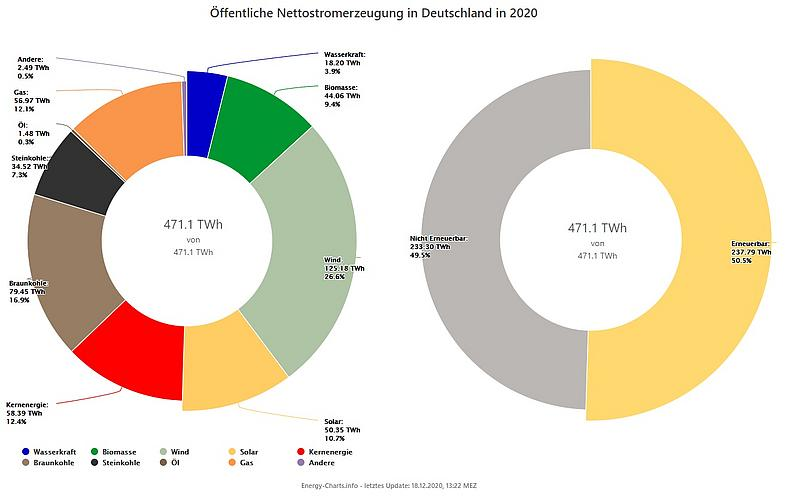 Öffentliche Nettostromerzeugung in Deutschland in 2020
Andere:
2.49 TWh
0.5%
Wasserkraft:
18.20 TWh
3.9%
Gas:
56.97 TWh
12.1%
Biomasse:
44.06 TWh
9.4%
Öl:
1.48 TWh
0.3%
Steinkohle:
34.52 TWh
7.3%
471.1 TWh
von
471.1 TWh
Wind
125.18 TWh
26.6%
Braunkohle:
79.45 TWh
16.9%
Kernenergie:
58.39 TWh
12.4%
Solar:
50.35 TWh
10.7%
Nicht Erneuerbar:
233.30 TWh
49.5%
471.1 TWh
von
471.1 TWh
Erneuerbar:
237.79 TWh
50.5%
Wasserkraft Biomasse Wind Solar Kernenergie
Braunkohle Steinkohle Öl Gas Andere
Energy-Charts.info - letztes Update: 18.12.2020, 13:22 MEZ